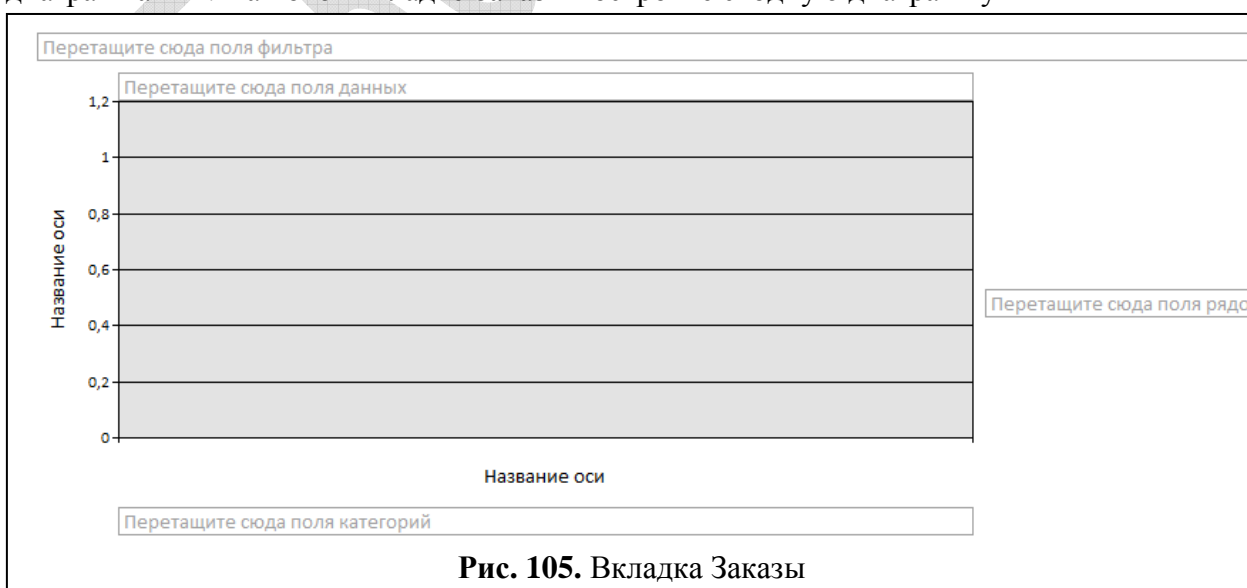 Перетащите сюда поля фильтра
Перетащите сюда поля данных
1,2
1
0,8
0,6
0,4
0,2
0
Название оси
Перетащите сюда поля
Название оси
Перетащите сюда поля категорий
Рис. 105. Вкладка Заказы